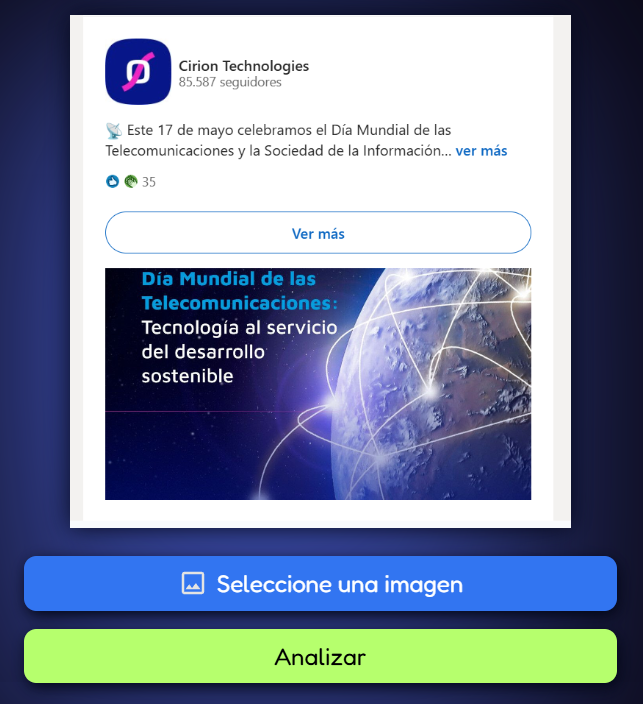 Cirion Technologies
85.587 seguidores
📡 Este 17 de mayo celebramos el Día Mundial de las
Telecomunicaciones y la Sociedad de la Información... ver más
35
Ver más
Día Mundial de las
Telecomunicaciones:
Tecnología al servicio
del desarrollo
sostenible
Seleccione una imagen
Analizar